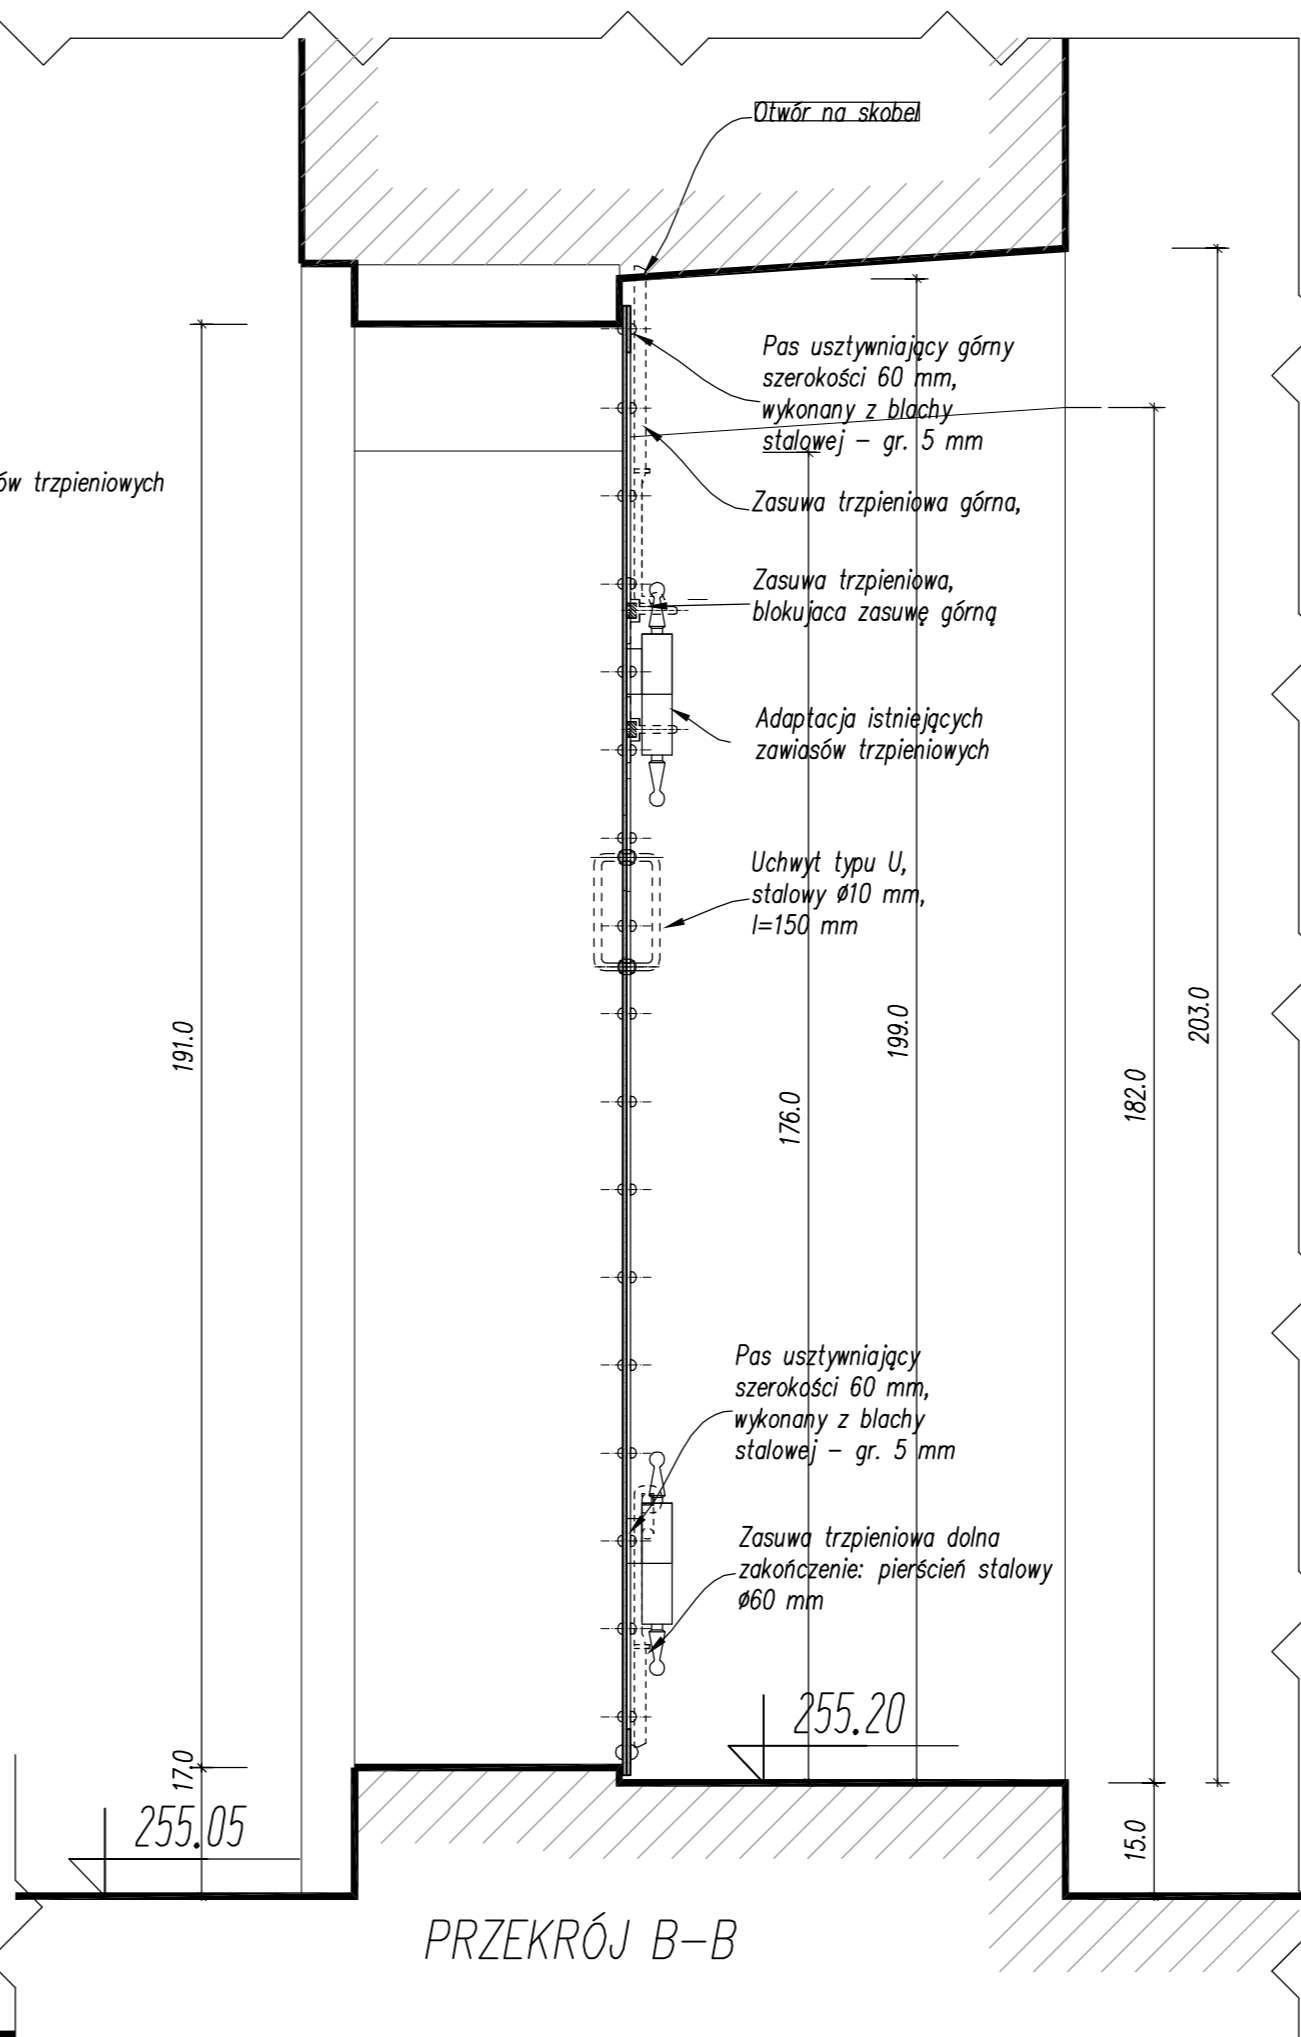 Otwór na skobel
Pas usztywniający górny
szerokości 60 mm,
wykonany z blachy
stalowej – gr. 5 mm
ów trzpieniowych
Zasuwa trzpieniowa górna,
Zasuwa trzpieniowa,
blokujaca zasuwę górną
Adaptacja istniejących
zawiasów trzpieniowych
Uchwyt typu U,
stalowy ø10 mm,
l=150 mm
191.0
199.0
203.0
176.0
182.0
Pas usztywniający
szerokości 60 mm,
wykonany z blachy
stalowej – gr. 5 mm
Zasuwa trzpieniowa dolna
zakończenie: pierścień stalowy
ø60 mm
255.20
17.0
255.05
15.0
PRZEKRÓJ B–B